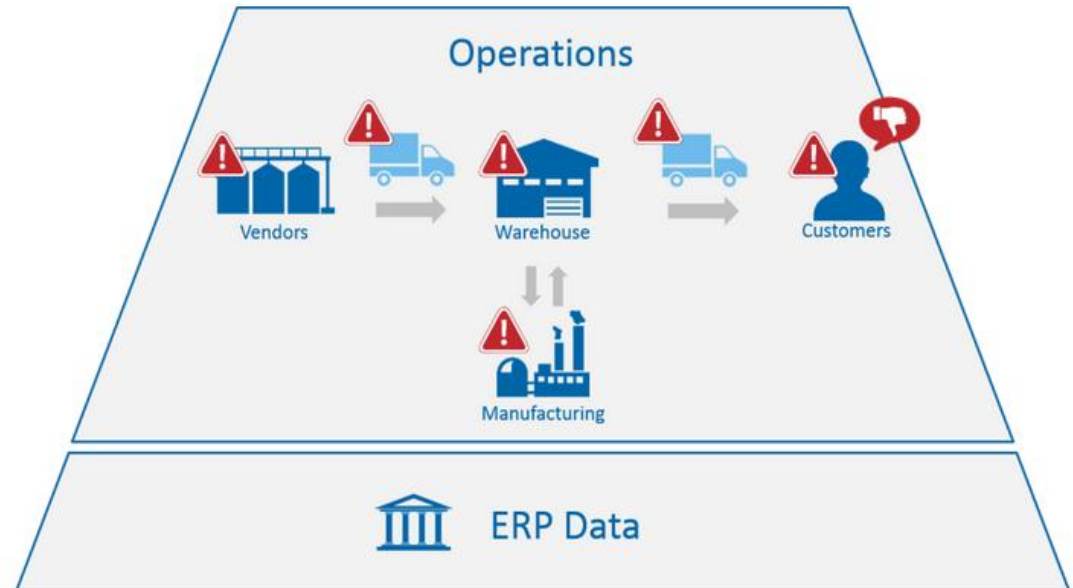 Operations
Vendors
Warehouse
Customers
Manufacturing
ERP Data